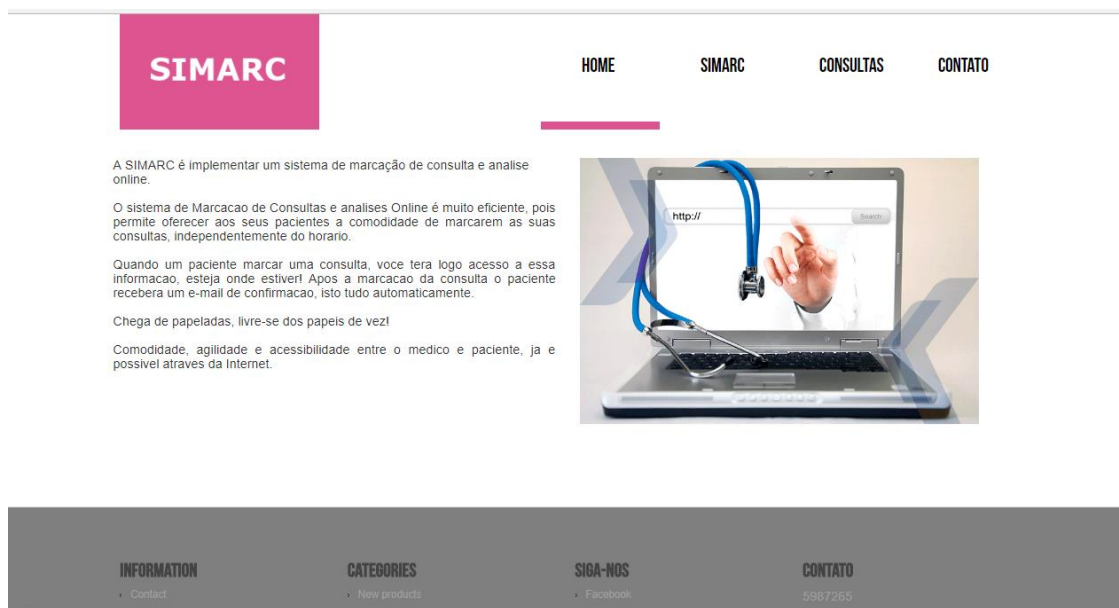 SIMARC
HOME SIMARC CONSULTAS CONTATO
A SIMARC é implementar um sistema de marcação de consulta e analise
online.
O sistema de Marcacao de Consultas e analises Online é muito eficiente, pois
permite oferecer aos seus pacientes a comodidade de marcarem as suas
consultas, independentemente do horario.
Quando um paciente marcar uma consulta, voce tera logo acesso a essa
informacao, esteja onde estiver! Apos a marcacao da consulta o paciente
recebera um e-mail de confirmacao, isto tudo automaticamente.
Chega de papeladas, livre-se dos papeis de vez!
Comodidade, agilidade e acessibilidade entre o medico e paciente, ja e
possivel atraves da Internet.
http:// Search
INFORMATION CATEGORIES SIGA-NOS CONTATO
Contact New products Facebook 5987265